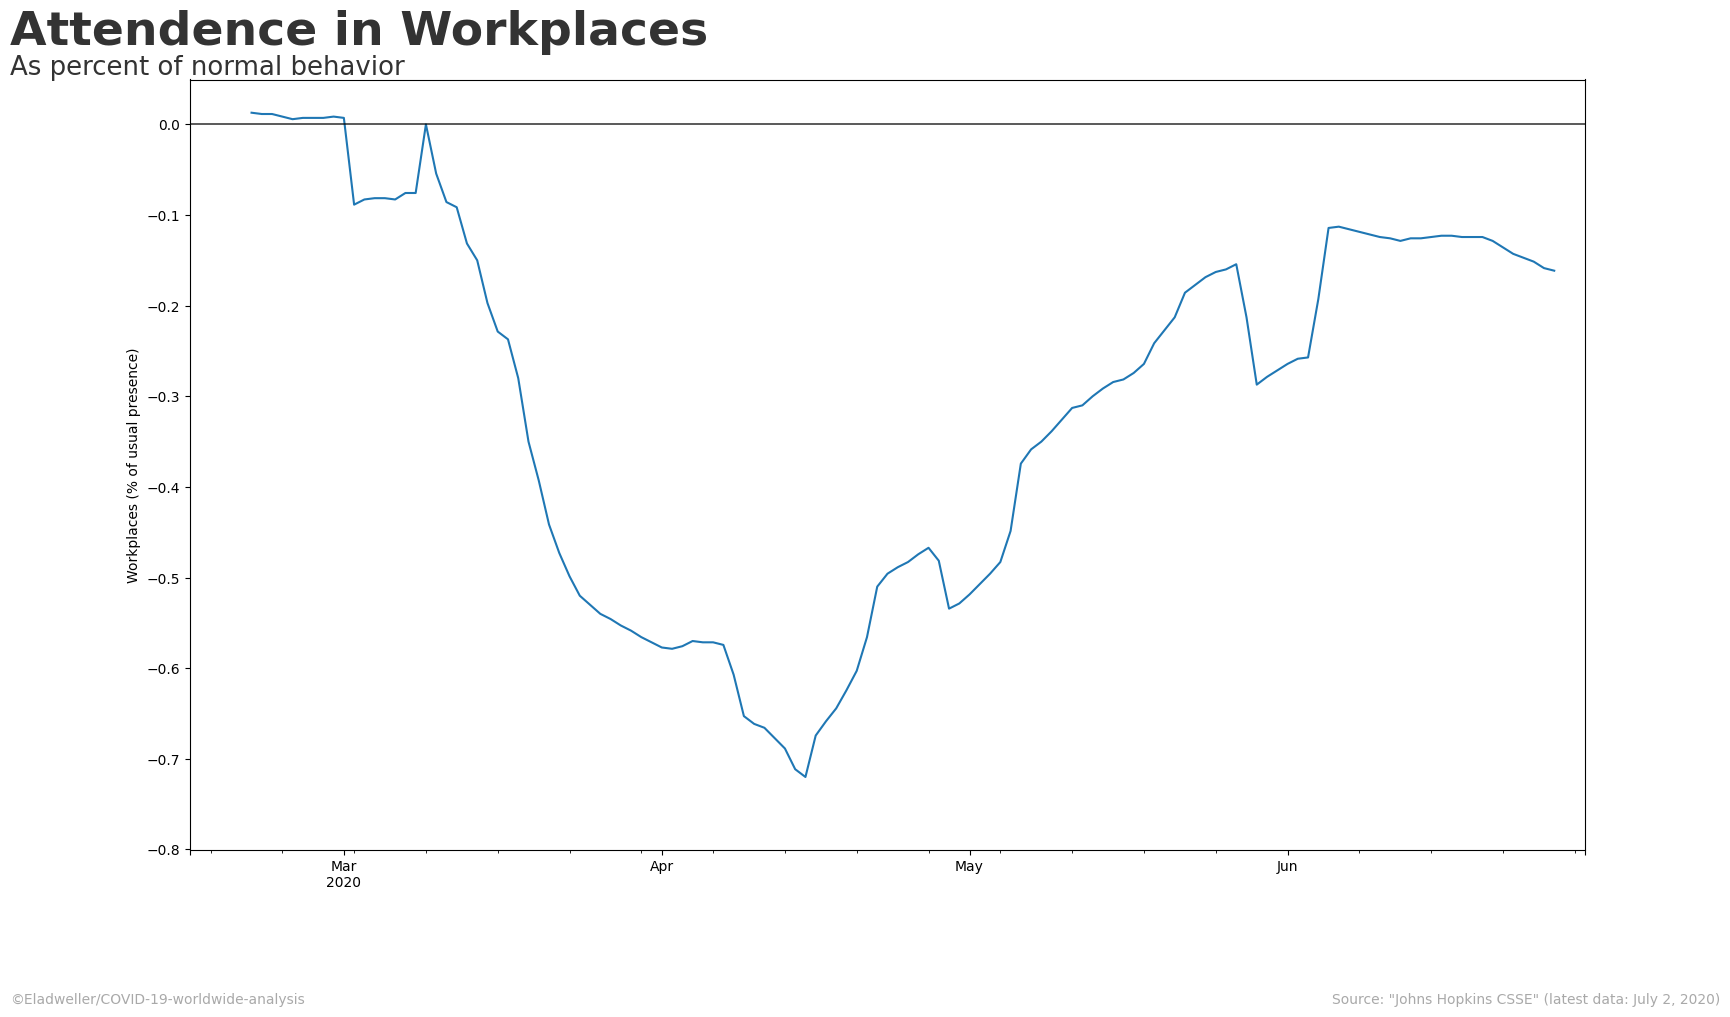 Attendence in Workplaces
As percent of normal behavior
0.0
−0.1
−0.2
−0.3
−0.4
−0.5
−0.6
−0.7
−0.8
Workplaces (% of usual presence)
Mar
2020
Apr
May
Jun
©Eladweller/COVID-19-worldwide-analysis
Source: "Johns Hopkins CSSE" (latest data: July 2, 2020)